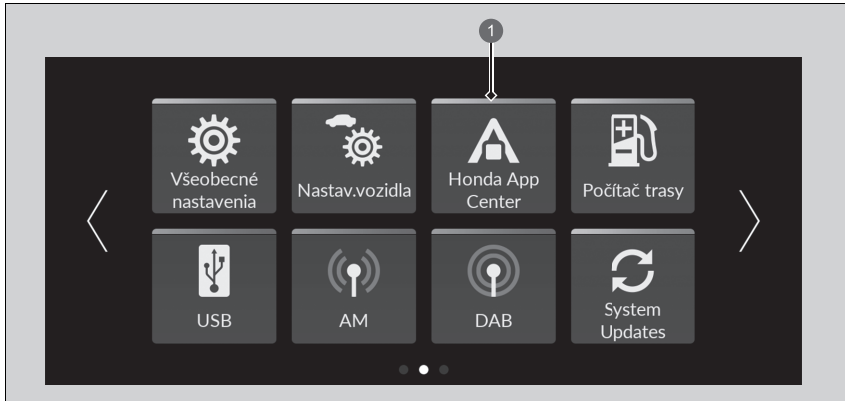 1
Všeobecné
nastavenia
Nastav.vozidla
Honda App
Center
Počítač trasy
USB
AM
DAB
System
Updates